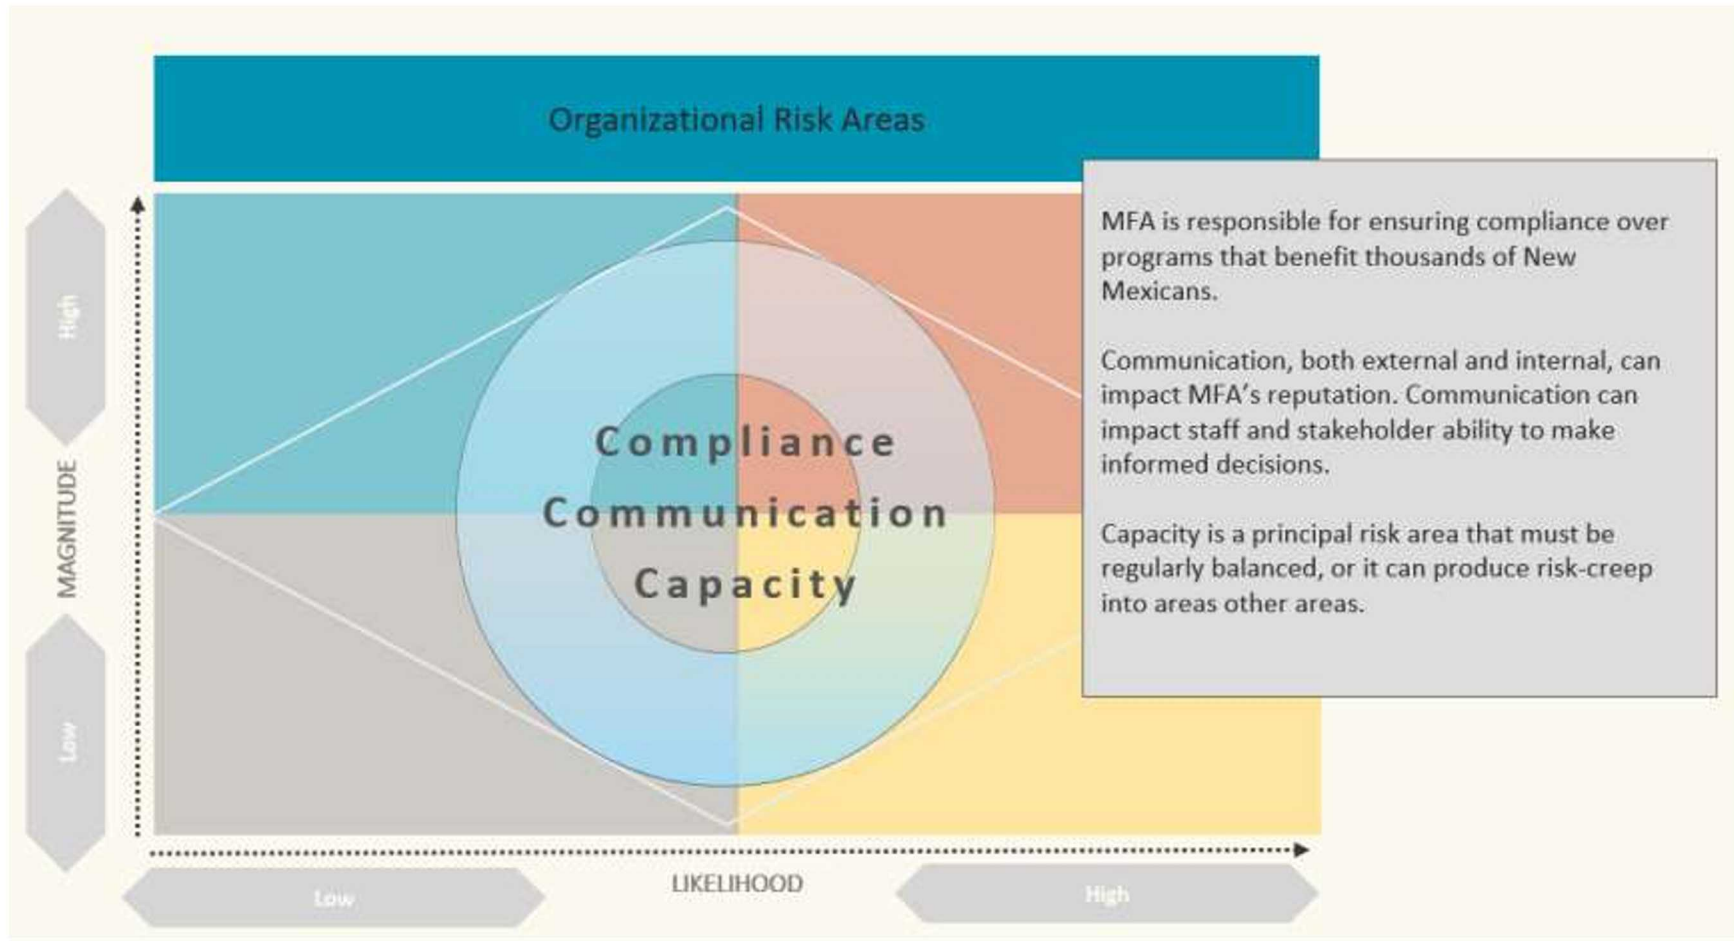 Organizational Risk Areas
High
MAGNITUDE
Low
Compliance
Communication
Capacity
MFA is responsible for ensuring compliance over
programs that benefit thousands of New
Mexicans.
Communication, both external and internal, can
impact MFA's reputation. Communication can
impact staff and stakeholder ability to make
informed decisions.
Capacity is a principal risk area that must be
regularly balanced, or it can produce risk-creep
into areas other areas.
Low
LIKELIHOOD
High